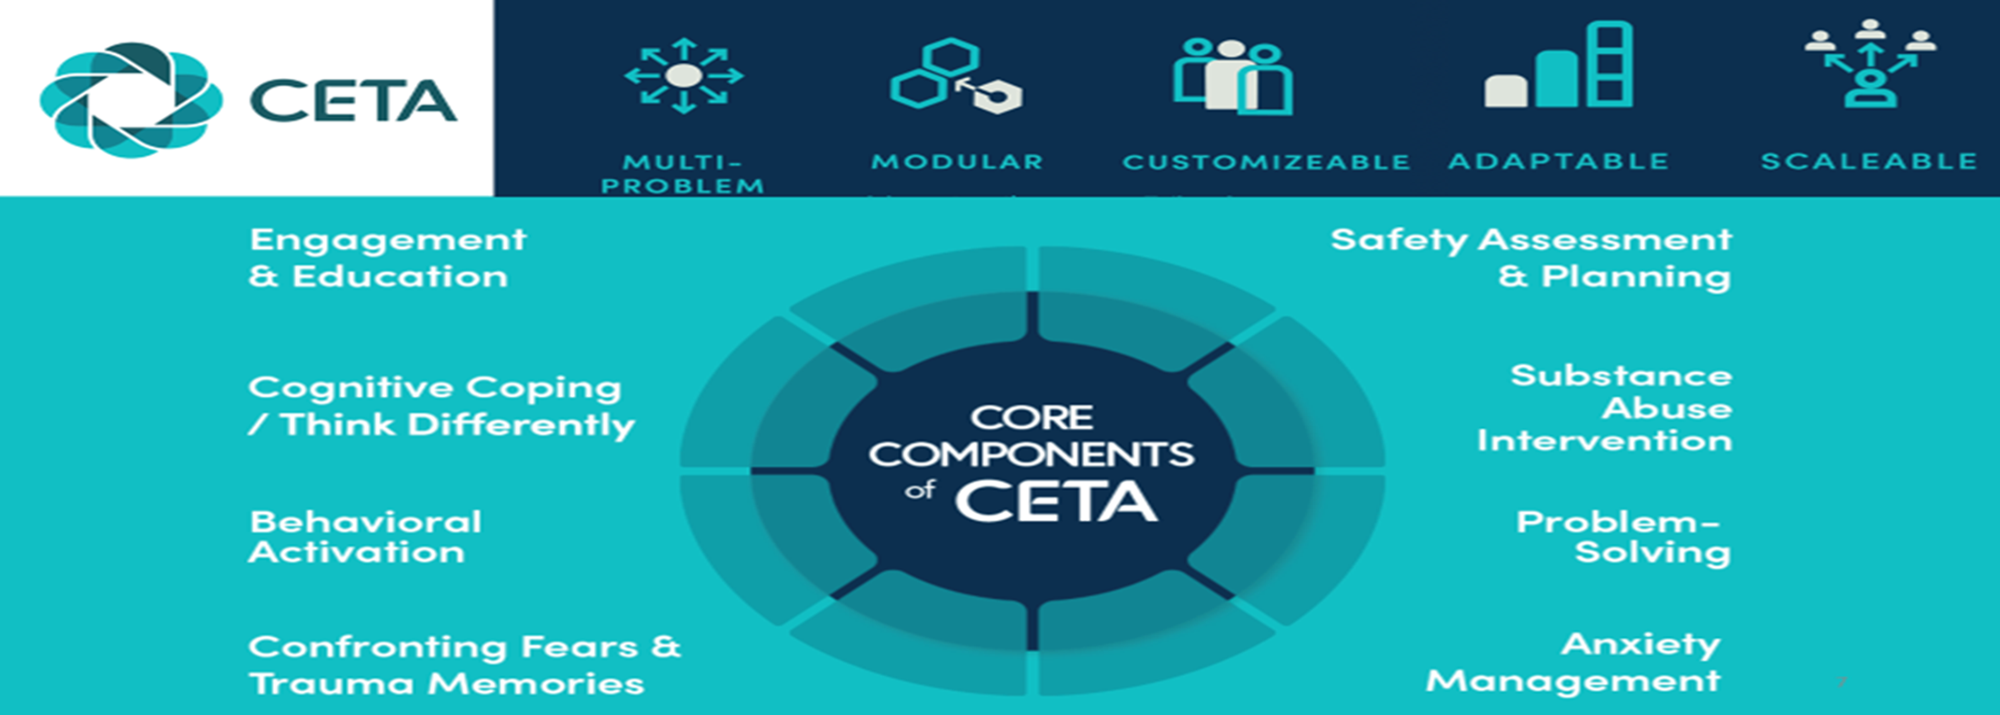 CETA
MULTI-
PROBLEM
MODULAR
CUSTOMIZEABLE
ADAPTABLE
SCALEABLE
Engagement
& Education
Cognitive Coping
/ Think Differently
Behavioral
Activation
Confronting Fears &
Trauma Memories
CORE
COMPONENTS
of CETA
Safety Assessment
& Planning
Substance
Abuse
Intervention
Problem-
Solving
Anxiety
Management